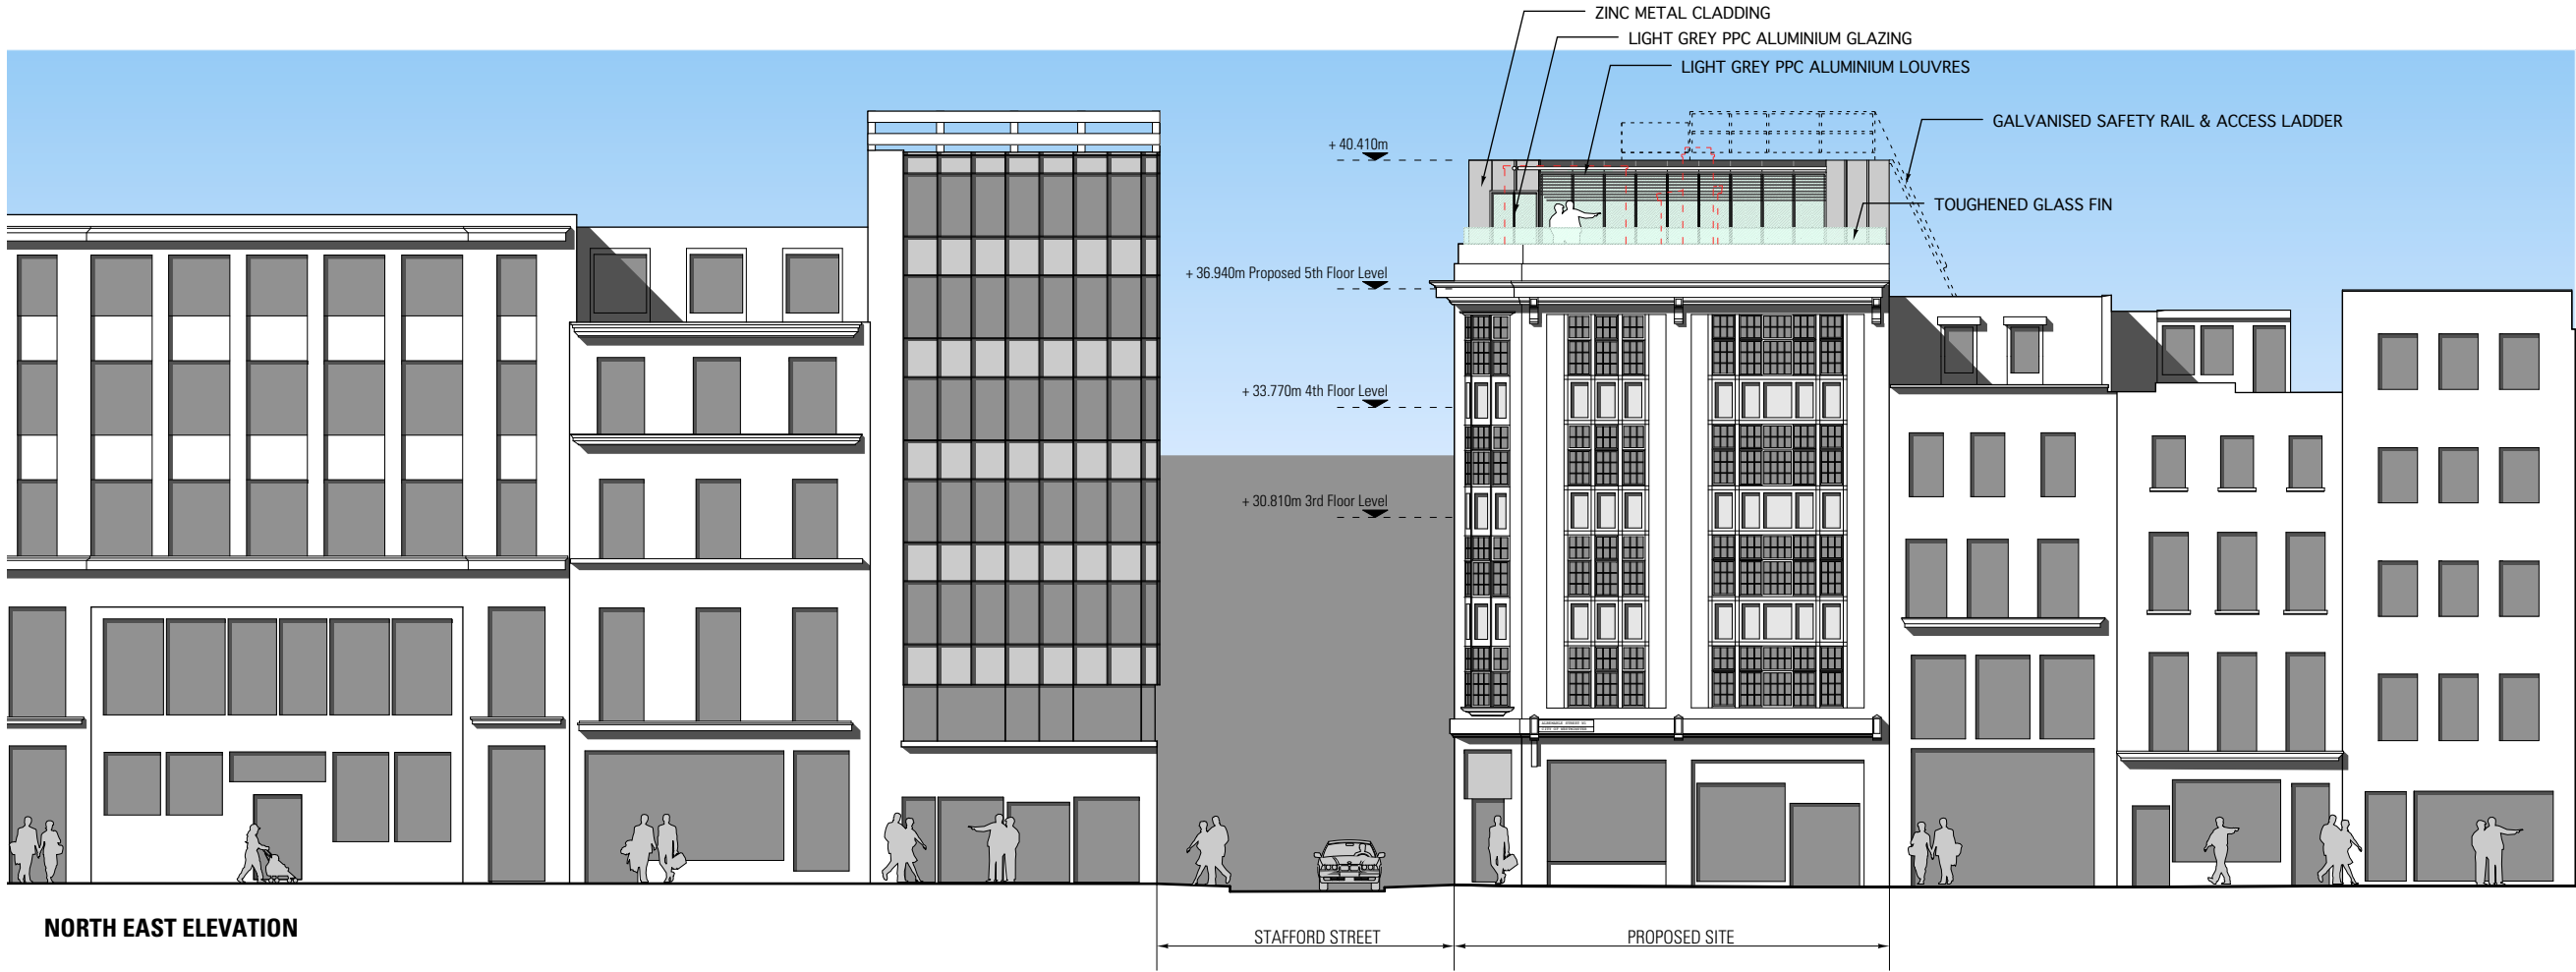 ZINC METAL CLADDING
LIGHT GREY PPC ALUMINIUM GLAZING
LIGHT GREY PPC ALUMINIUM LOUVRES
GALVANISED SAFETY RAIL & ACCESS LADDER
+ 40.410m
TOUGHENED GLASS FIN
+ 36.940m Proposed 5th Floor Level
+ 33.770m 4th Floor Level
+ 30.810m 3rd Floor Level
NORTH EAST ELEVATION
STAFFORD STREET
PROPOSED SITE